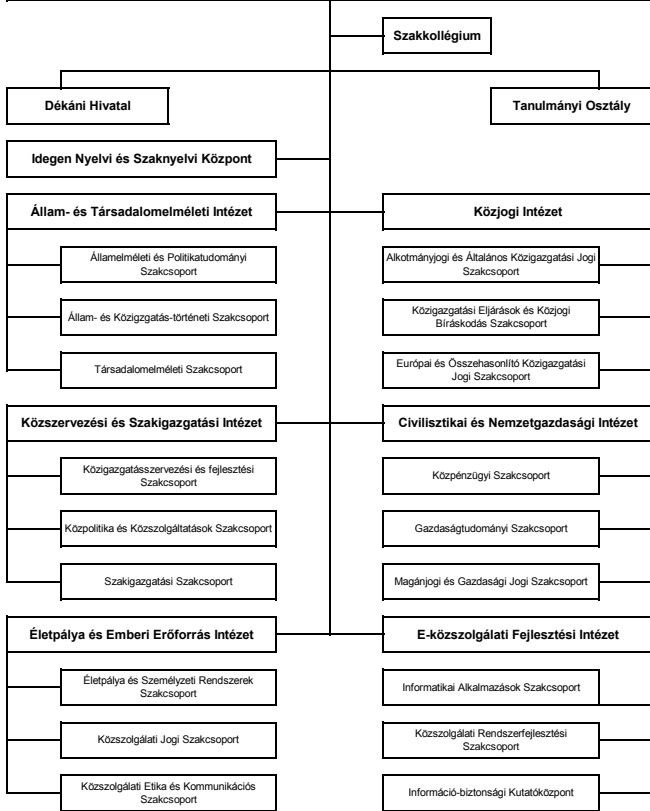 Szakkollégium
Dékáni Hivatal
Tanulmányi Osztály
Idegen Nyelvi és Szaknyelvi Központ
Állam- és Társadalomelméleti Intézet
Közjogi Intézet
Államelméleti és Politikatudományi
Szakcsoport
Alkotmányjogi és Általános Közigazgatási Jogi
Szakcsoport
Állam- és Közigzgatás-történeti Szakcsoport
Közigazgatási Eljárások és Közjogi
Bíráskodás Szakcsoport
Társadalomelméleti Szakcsoport
Európai és Összehasonlító Közigazgatási
Jogi Szakcsoport
Közszervezési és Szakigazgatási Intézet
Civilisztikai és Nemzetgazdasági Intézet
Közigazgatásszervezési és fejlesztési
Szakcsoport
Közpénzügyi Szakcsoport
Közpolitika és Közszolgáltatások Szakcsoport
Gazdaságtudományi Szakcsoport
Szakigazgatási Szakcsoport
Magánjogi és Gazdasági Jogi Szakcsoport
Életpálya és Emberi Erőforrás Intézet
E-közszolgálati Fejlesztési Intézet
Életpálya és Személyzeti Rendszerek
Szakcsoport
Informatikai Alkalmazások Szakcsoport
Közszolgálati Jogi Szakcsoport
Közszolgálati Rendszerfejlesztési
Szakcsoport
Közszolgálati Etika és Kommunikációs
Szakcsoport
Információ-biztonsági Kutatóközpont